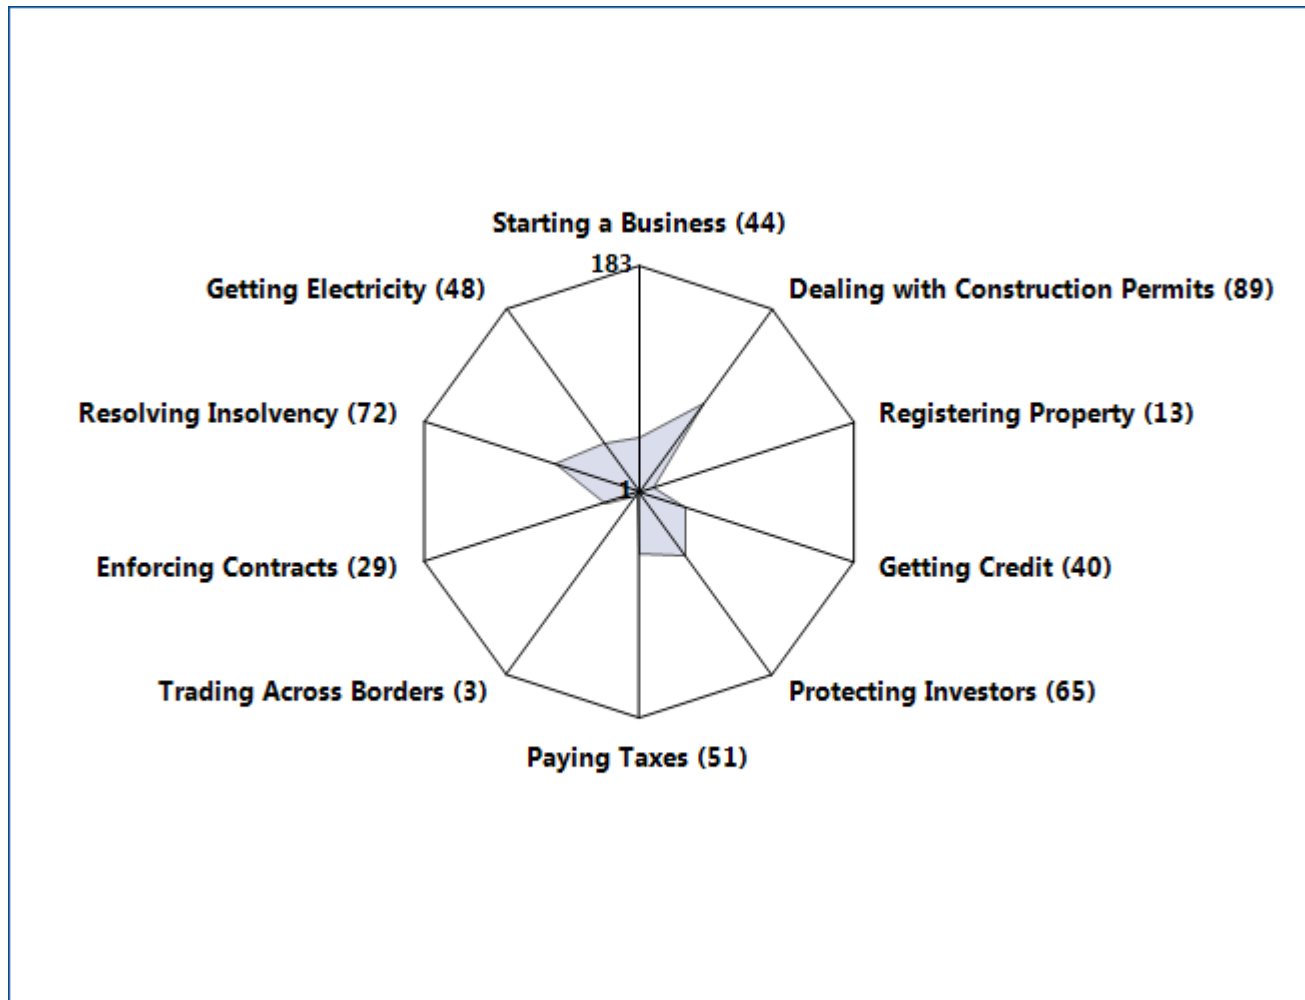 Starting a Business (44)
183
Getting Electricity (48)
Dealing with Construction Permits (89)
Resolving Insolvency (72)
Registering Property (13)
1
Enforcing Contracts (29)
Getting Credit (40)
Trading Across Borders (3)
Protecting Investors (65)
Paying Taxes (51)